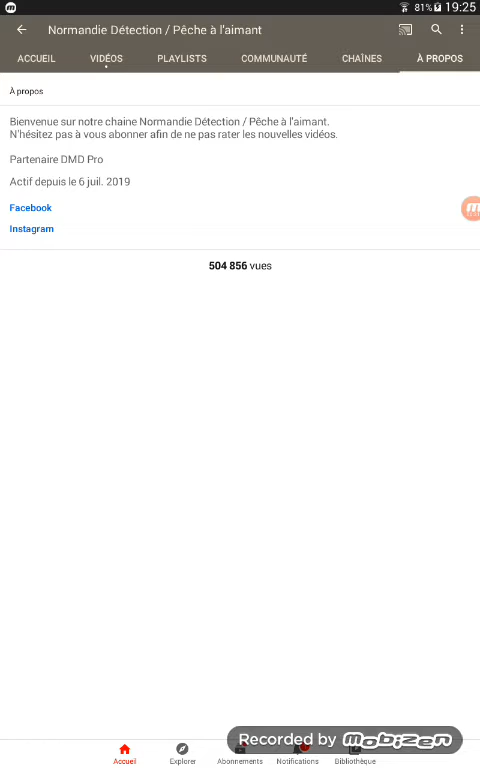 81% 19:25
Normandie Détection / Pêche à l'aimant
ACCUEIL VIDÉOS PLAYLISTS COMMUNAUTÉ CHAÎNES À PROPOS
À propos
Bienvenue sur notre chaine Normandie Détection / Pêche à l'aimant.
N'hésitez pas à vous abonner afin de ne pas rater les nouvelles vidéos.
Partenaire DMD Pro
Actif depuis le 6 juil. 2019
Facebook
Instagram
504 856 vues
Recorded by mobizen
Accueil Explorer Abonnements Notifications Bibliothèque